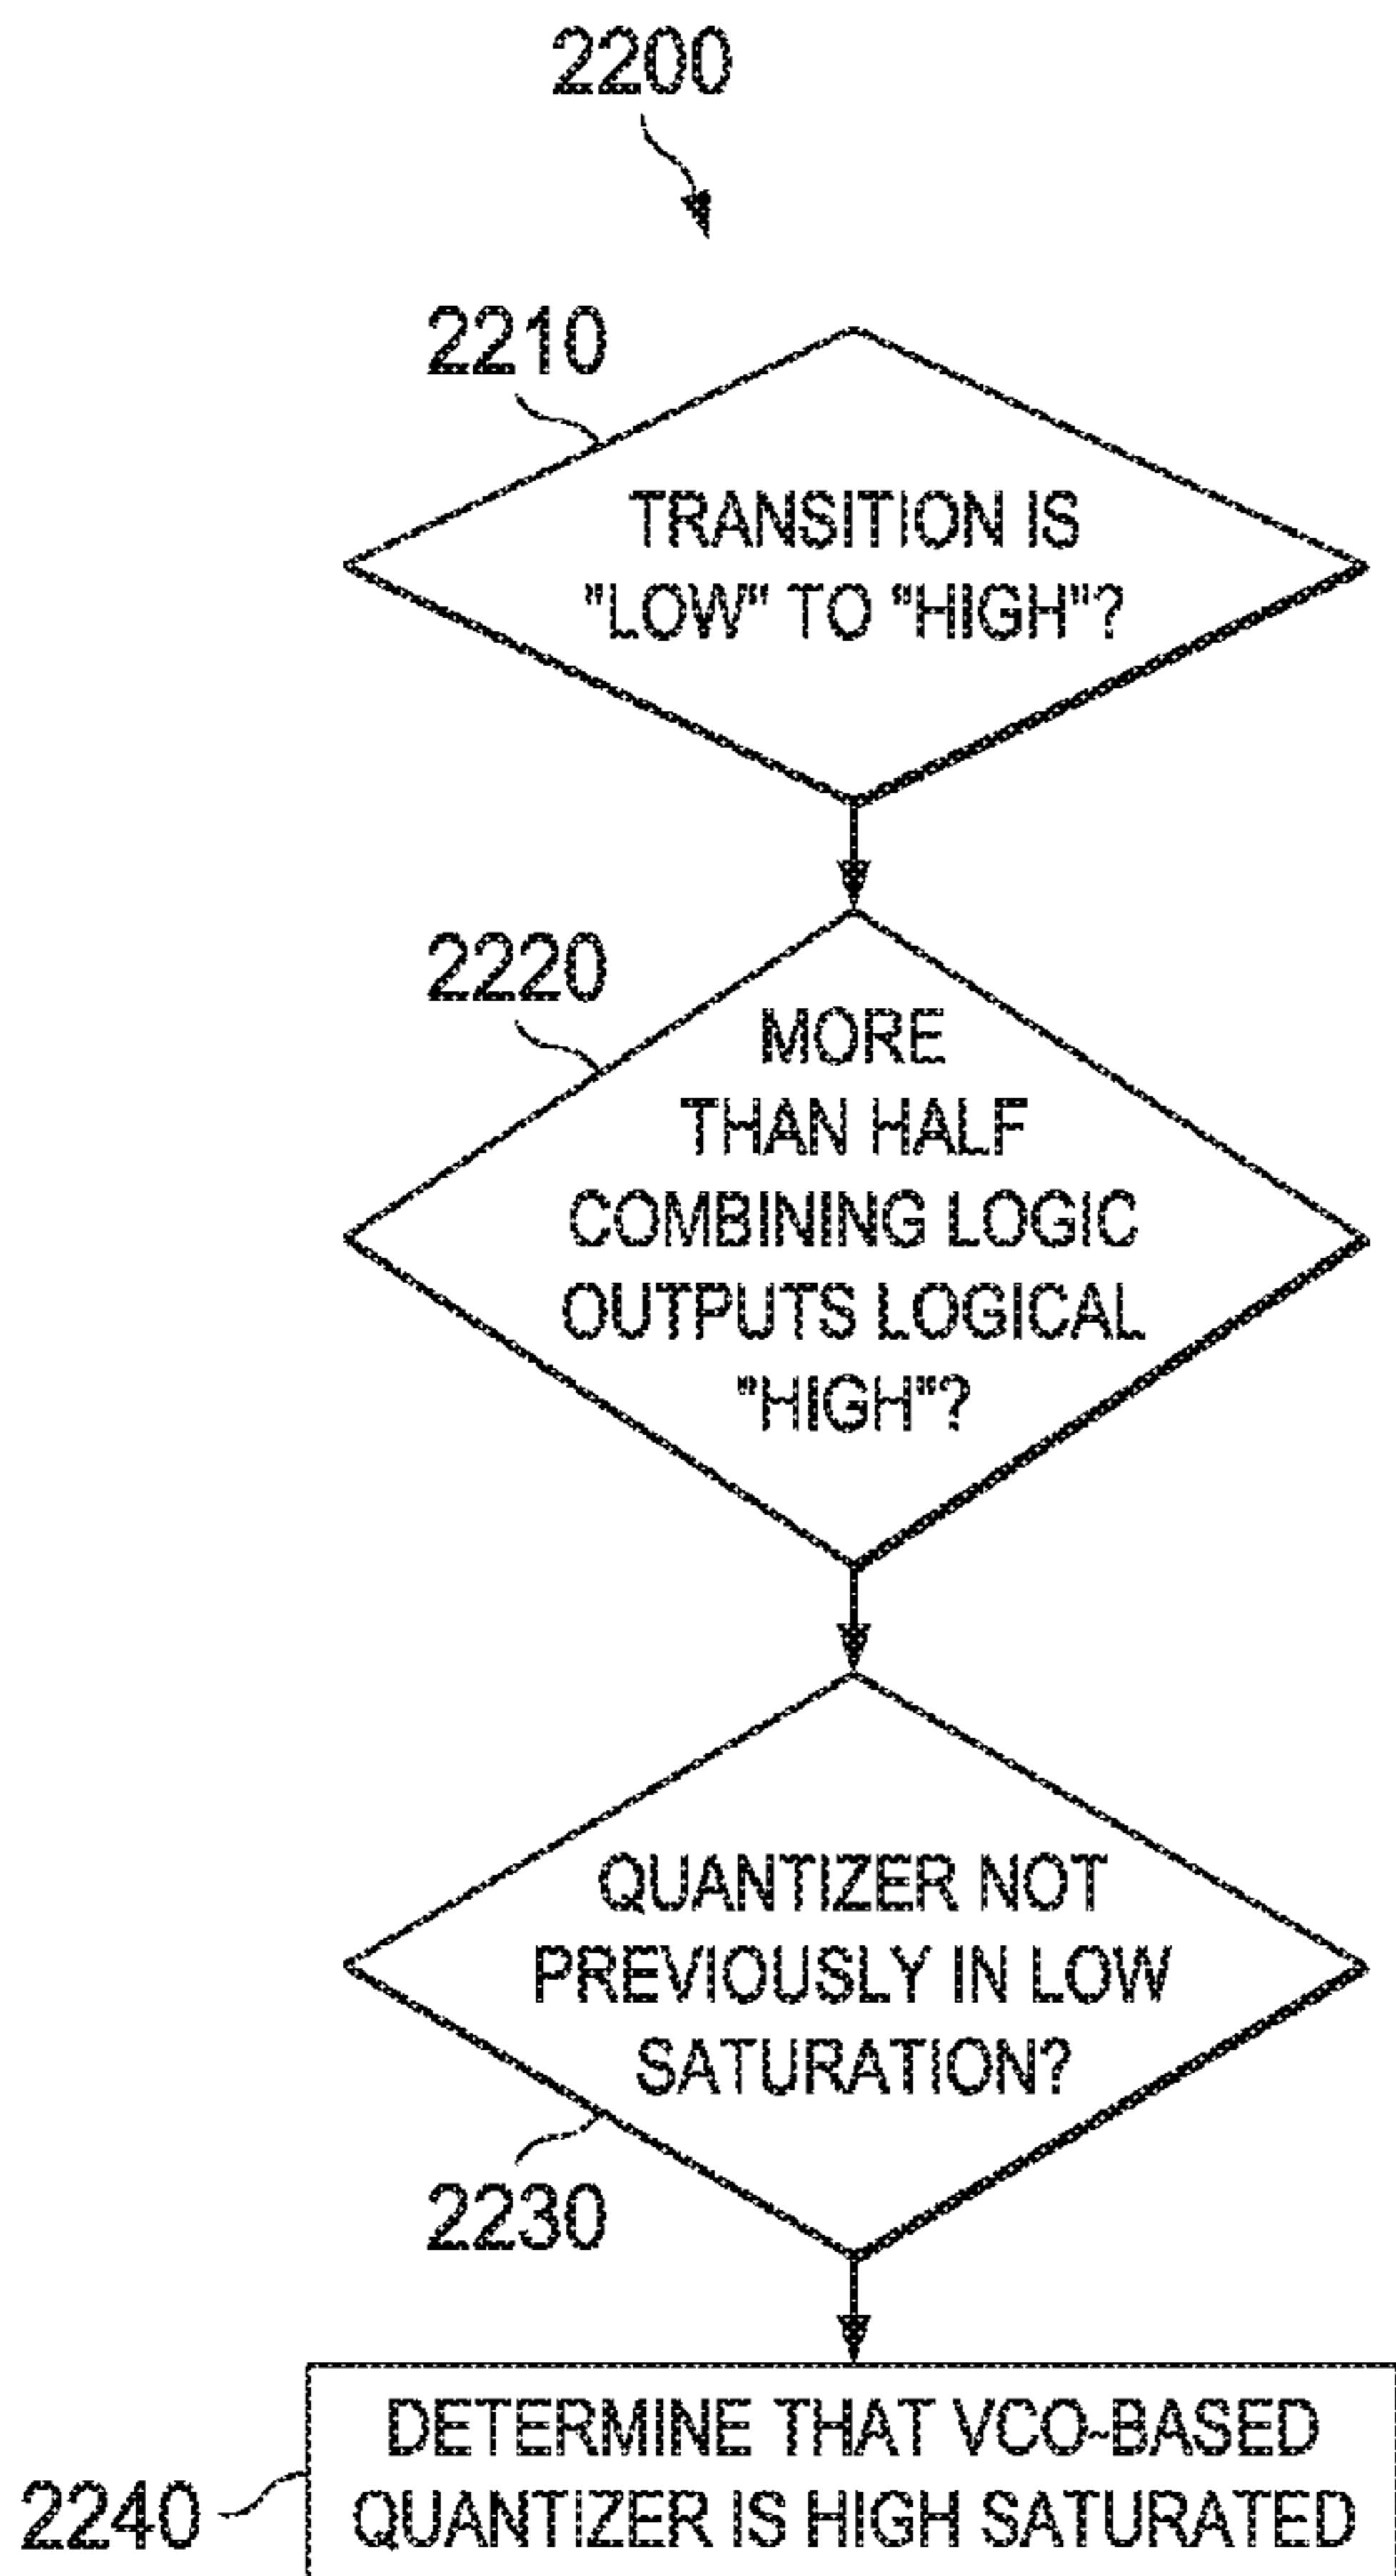 2200
2210
TRANSITION IS
"LOW" TO "HIGH"?
2220
MORE
THAN HALF
COMBINING LOGIC
OUTPUTS LOGICAL
"HIGH"?
QUANTIZER NOT
PREVIOUSLY IN LOW
SATURATION?
2230
DETERMINE THAT VCO-BASED
2240 QUANTIZER IS HIGH SATURATED